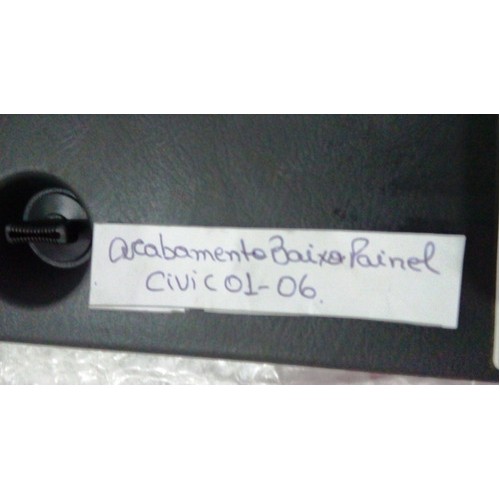 acabamento Baixo Painel
Civic 01-06.